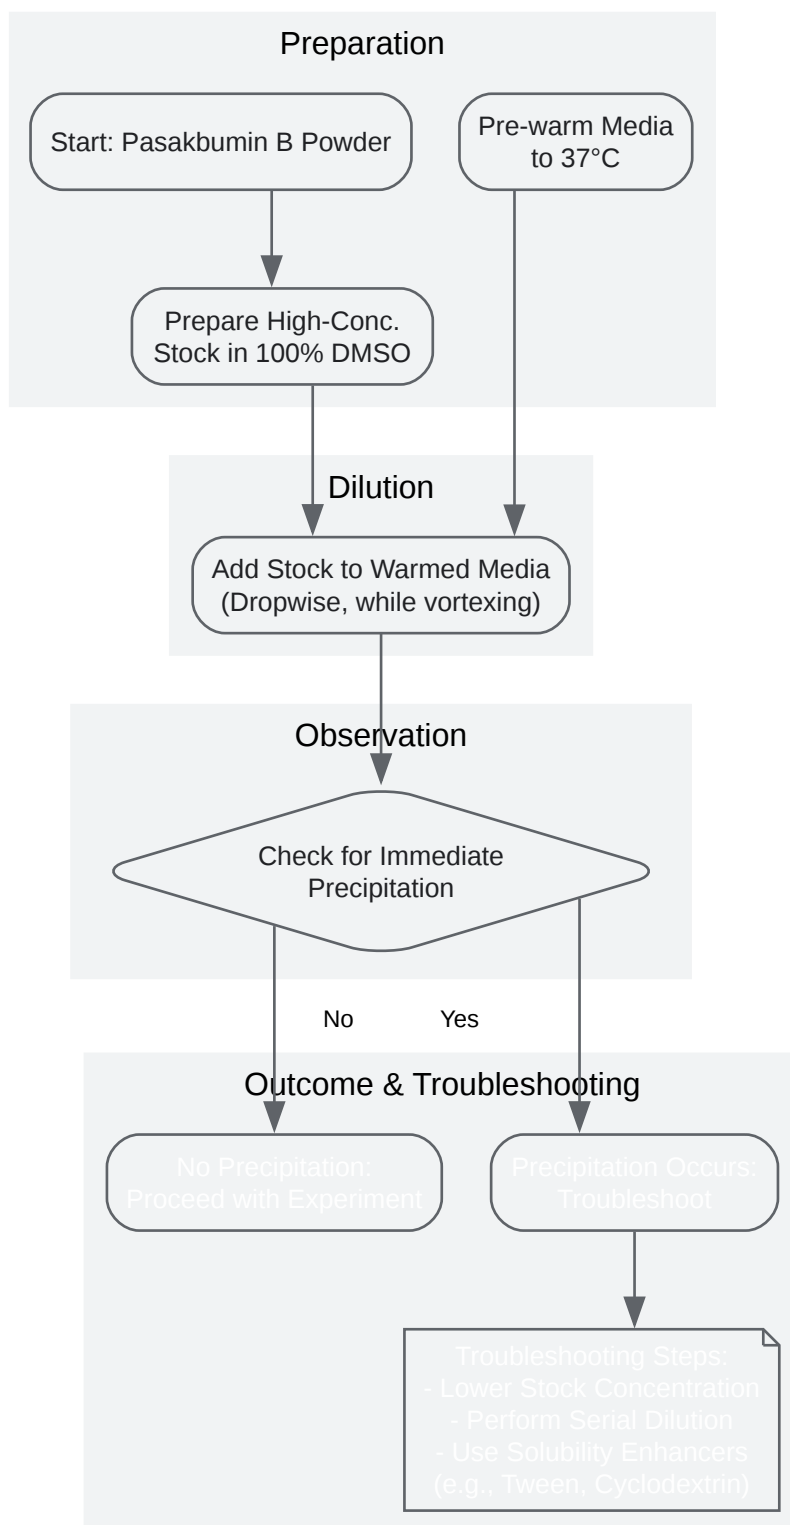 Preparation
Start: Pasakbumin B Powder
Pre-warm Media
to 37°C
Prepare High-Conc.
Stock in 100% DMSO
Dilution
Add Stock to Warmed Media
(Dropwise, while vortexing)
Observation
Check for Immediate
Precipitation
No
Yes
Outcome & Troubleshooting
No Precipitation:
Proceed with Experiment
Precipitation Occurs:
Troubleshoot
Troubleshooting Steps:
- Lower Stock Concentration
- Perform Serial Dilution
- Use Solubility Enhancers
(e.g., Tween, Cyclodextrin)